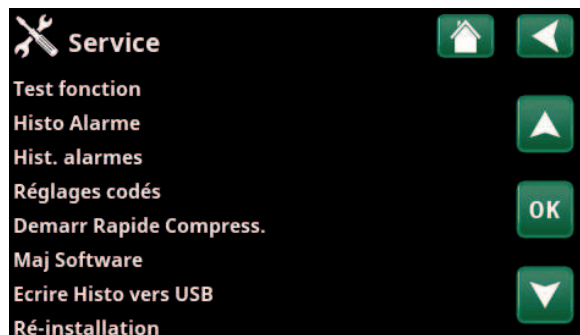 Service
Test fonction
Histo Alarme
Hist. alarmes
Réglages codés
OK
Demarr Rapide Compress.
Maj Software
Ecrire Histo vers USB
Ré-installation